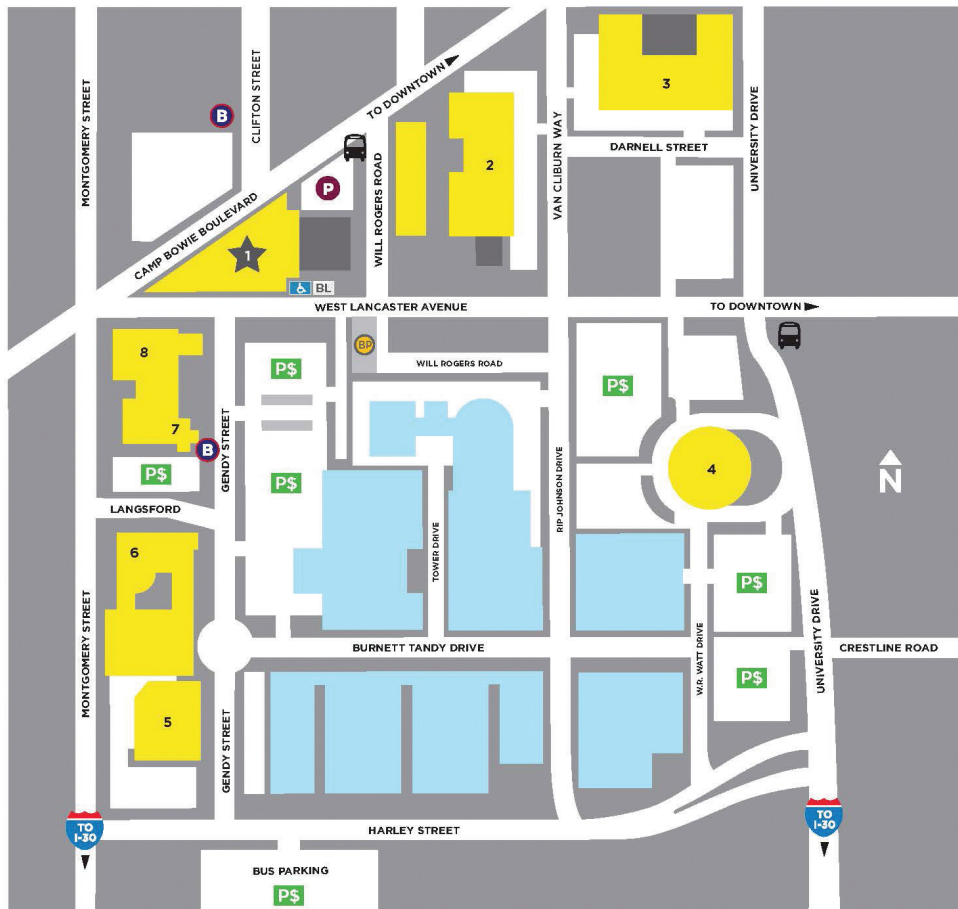 MONTGOMERY STREET
CLIFTON STREET
B
TO DOWNTOWN
CAMP BOWIE BOULEVARD
P
WILL ROGERS ROAD
2
VAN CLIBURN WAY
3
DARNELL STREET
UNIVERSITY DRIVE
1
BL
WEST LANCASTER AVENUE
TO DOWNTOWN
8
7
B
P$
GENDY STREET
P$
P$
BP
WILL ROGERS ROAD
P$
4
N
LANGSFORD
6
TOWER DRIVE
RIP JOHNSON DRIVE
P$
MONTGOMERY STREET
BURNETT TANDY DRIVE
W.R. WATT DRIVE
P$
UNIVERSITY DRIVE
CRESTLINE ROAD
5
GENDY STREET
TO
I-30
HARLEY STREET
TO
I-30
BUS PARKING
P$